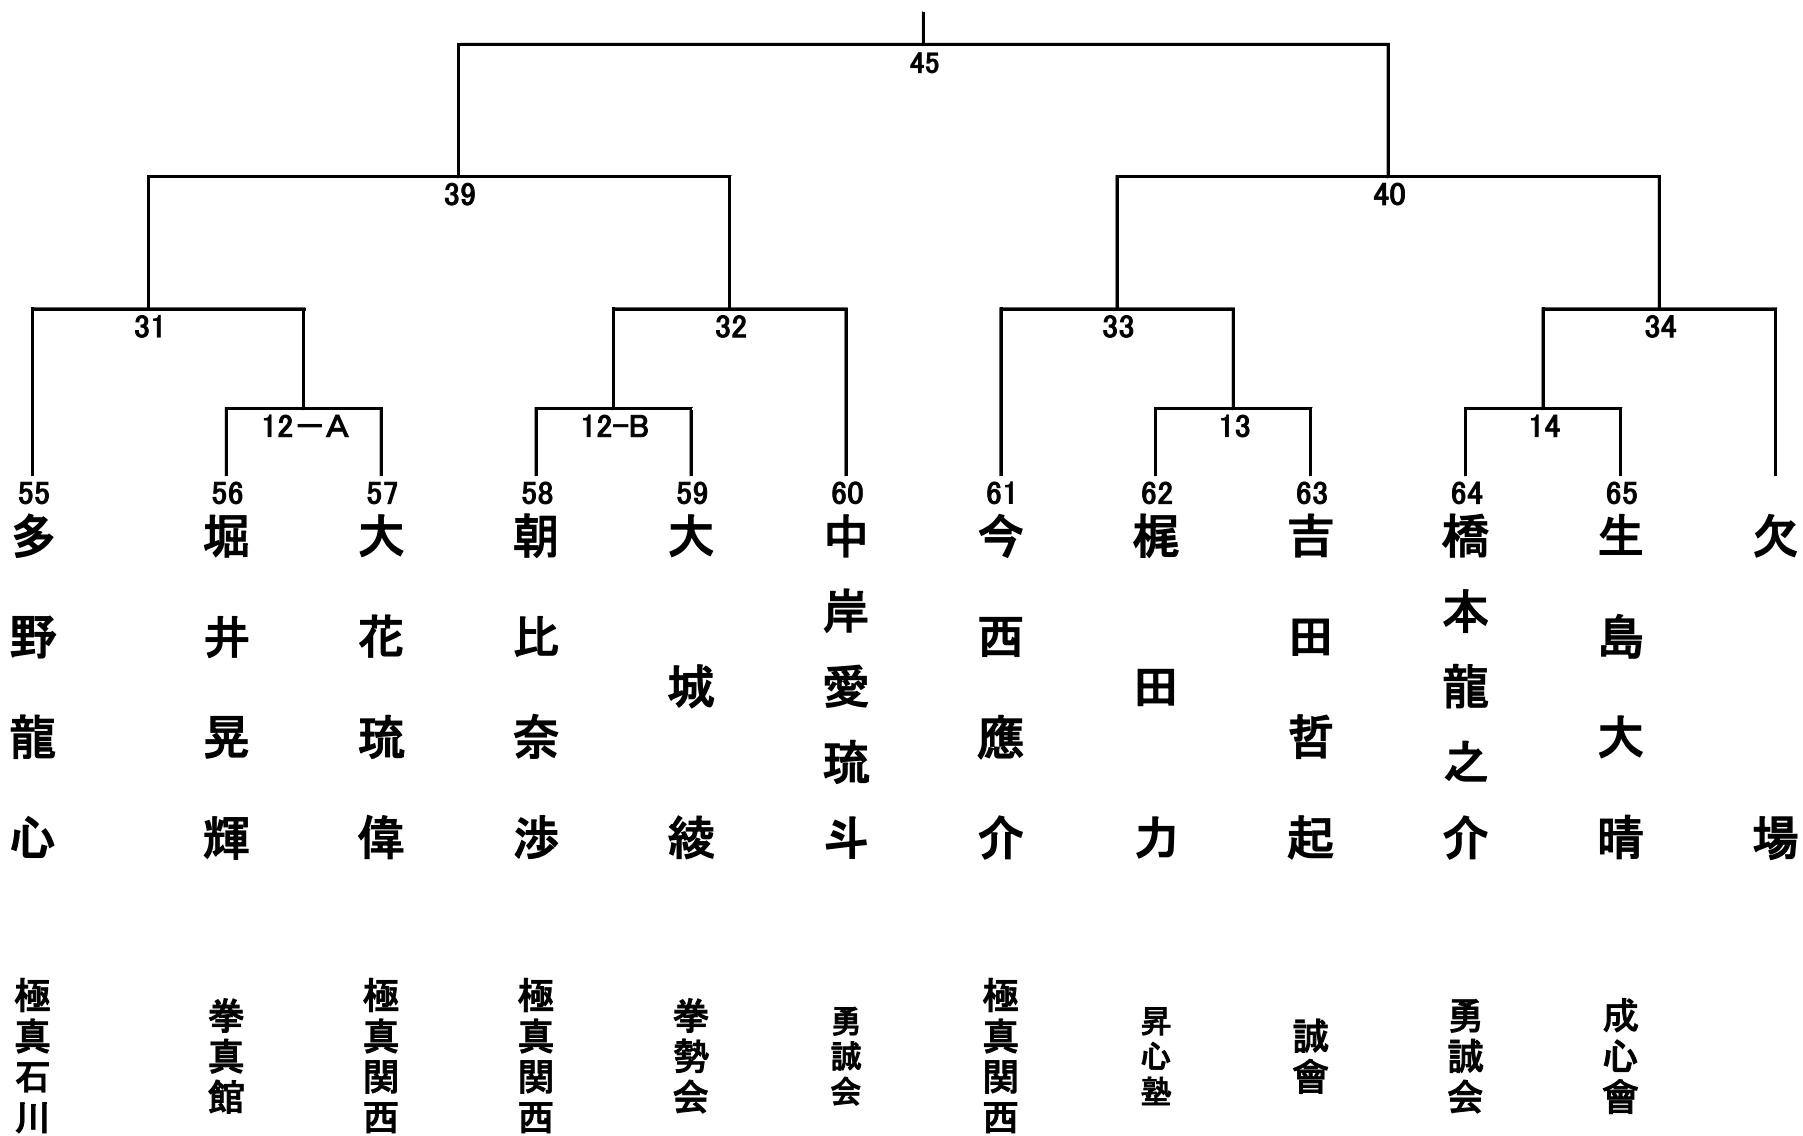 45
39
40
31
32
33
34
12－A
12-B
13
14
55
56
57
58
59
60
61
62
63
64
65
多野龍心
堀井晃輝
大花琉偉
朝比奈渉
大城綾
中岸愛琉斗
今西應介
梶田力
吉田哲起
橋本龍之介
生島大晴
欠場
極真石川
拳真館
極真関西
極真関西
拳勢会
勇誠会
極真関西
昇心塾
誠會
勇誠会
成心會